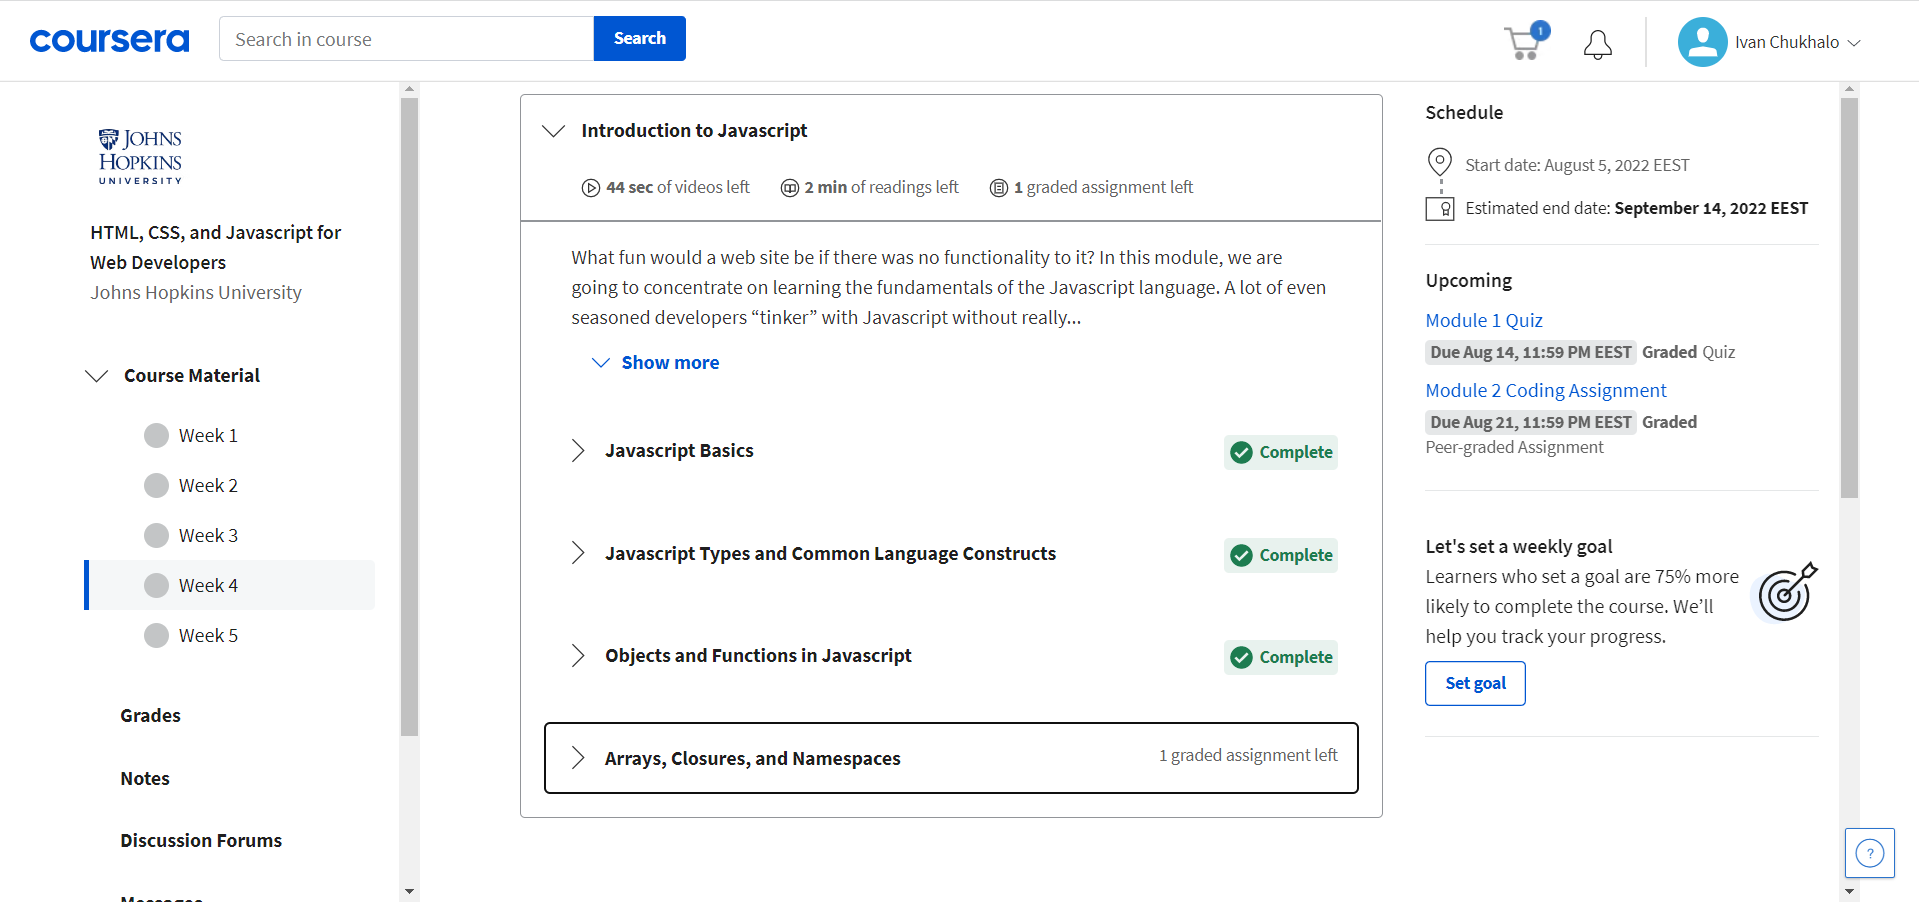 coursera
Search in course
Search
1
Ivan Chukhalo
JOHNS
HOPKINS
UNIVERSITY
HTML, CSS, and Javascript for
Web Developers
Johns Hopkins University
Course Material
Week 1
Week 2
Week 3
Week 4
Week 5
Grades
Notes
Discussion Forums
Messages
Introduction to Javascript
44 sec of videos left
2 min of readings left
1 graded assignment left
What fun would a web site be if there was no functionality to it? In this module, we are
going to concentrate on learning the fundamentals of the Javascript language. A lot of even
seasoned developers “tinker” with Javascript without really...
Show more
Javascript Basics
Complete
Javascript Types and Common Language Constructs
Complete
Objects and Functions in Javascript
Complete
Arrays, Closures, and Namespaces
1 graded assignment left
Schedule
Start date: August 5, 2022 EEST
Estimated end date: September 14, 2022 EEST
Upcoming
Module 1 Quiz
Due Aug 14, 11:59 PM EEST Graded Quiz
Module 2 Coding Assignment
Due Aug 21, 11:59 PM EEST Graded
Peer-graded Assignment
Let's set a weekly goal
Learners who set a goal are 75% more
likely to complete the course. We’ll
help you track your progress.
Set goal
?